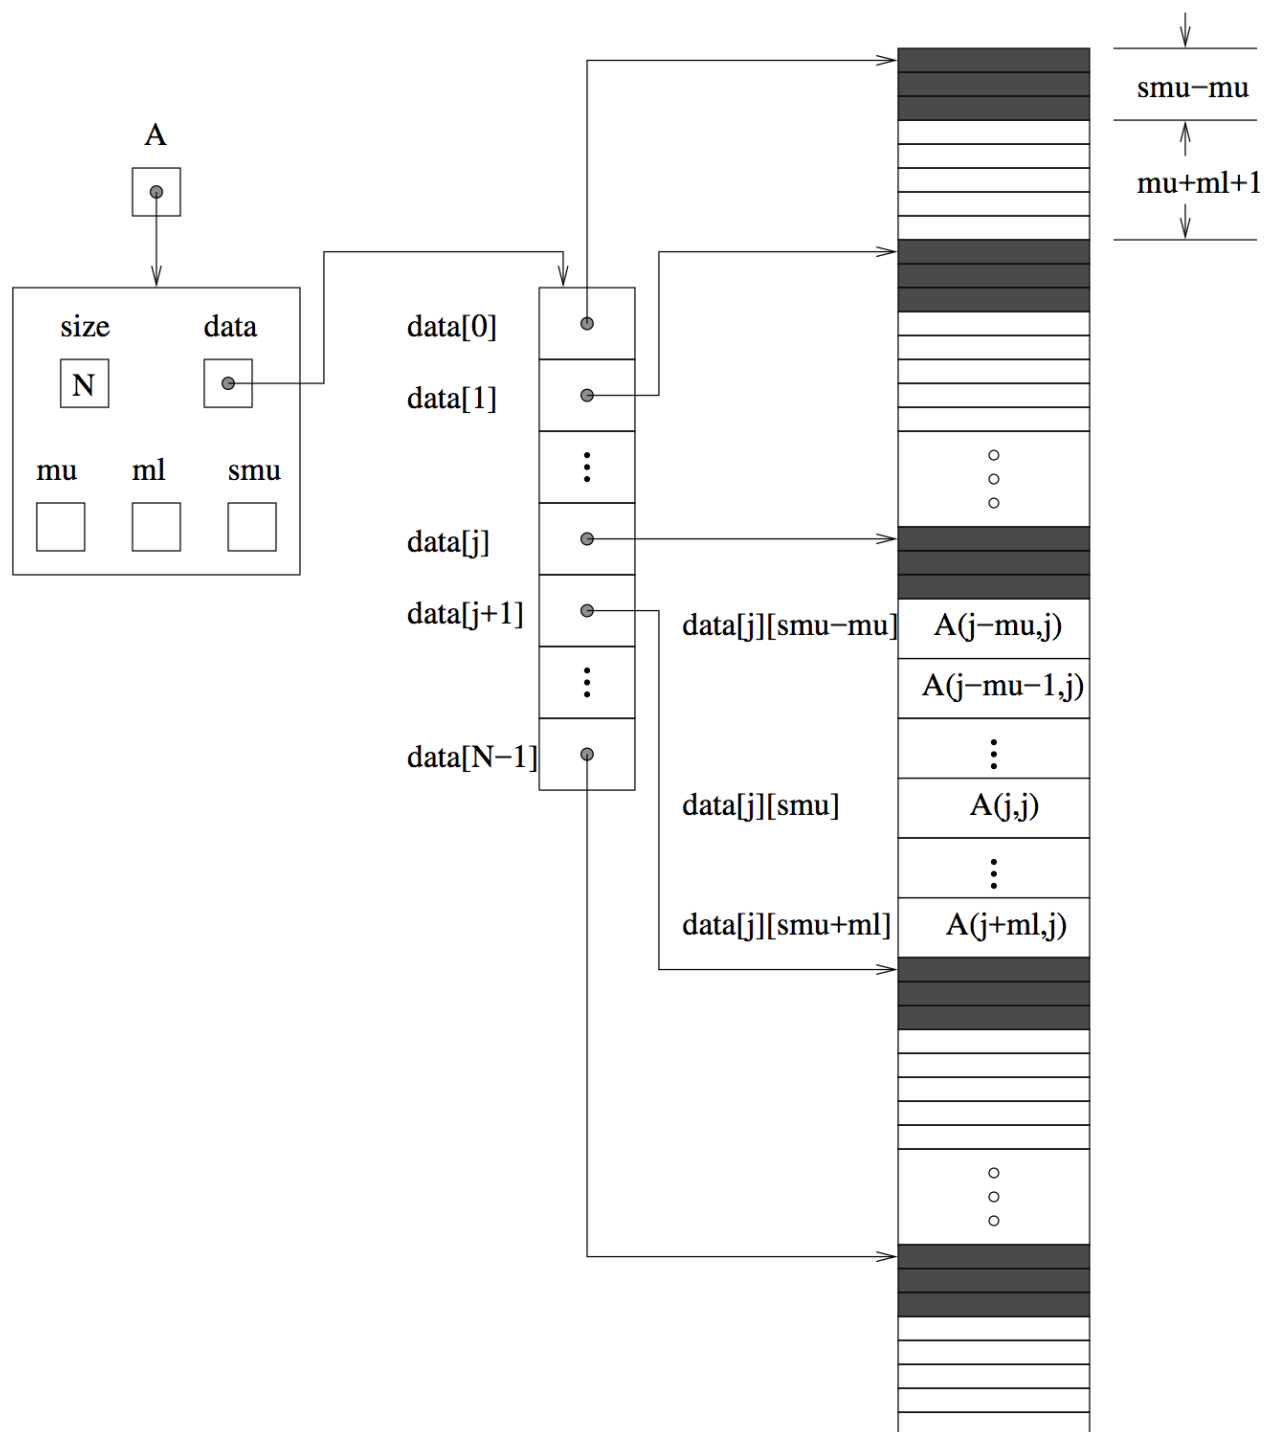 A
size data
N
mu ml smu
data[0]
data[1]
data[j]
data[j+1]
data[N−1]
smu−mu
mu+ml+1
data[j][smu−mu] A(j−mu,j)
A(j−mu−1,j)
data[j][smu] A(j,j)
data[j][smu+ml] A(j+ml,j)